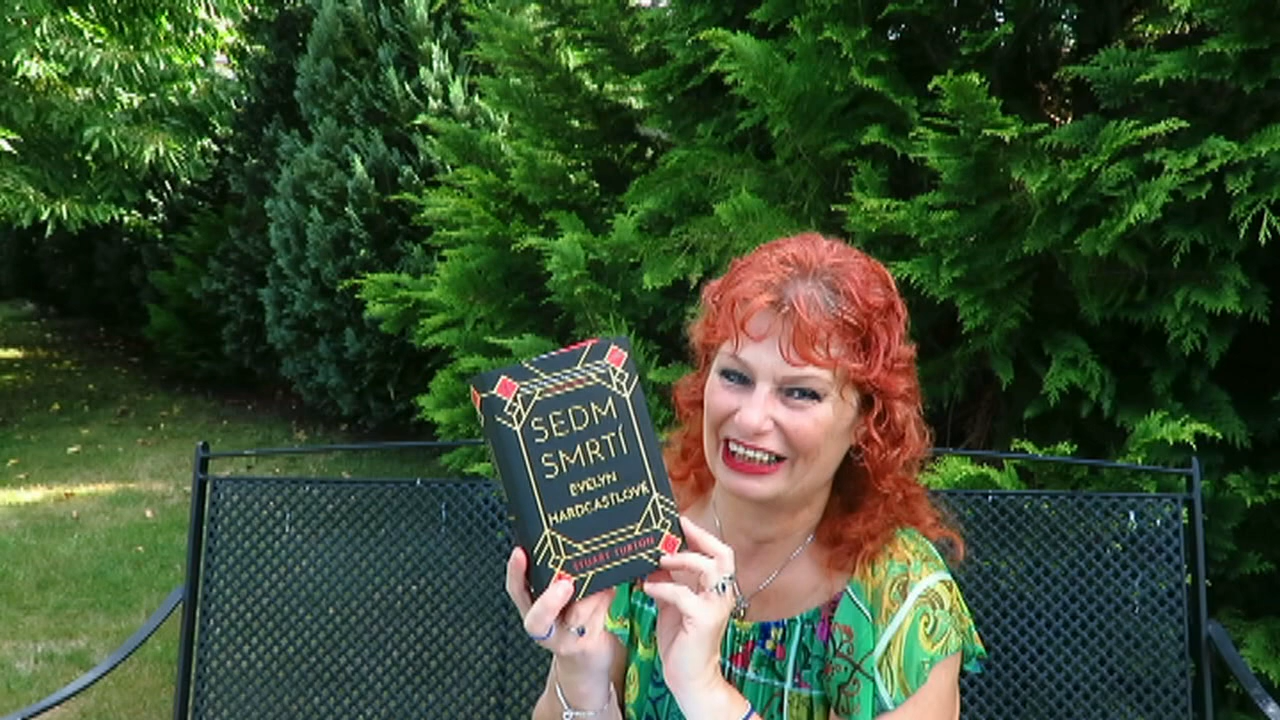 SEDM
SMRTÍ
EVELYN
HARDCASTLOVÉ
STUART TURTON